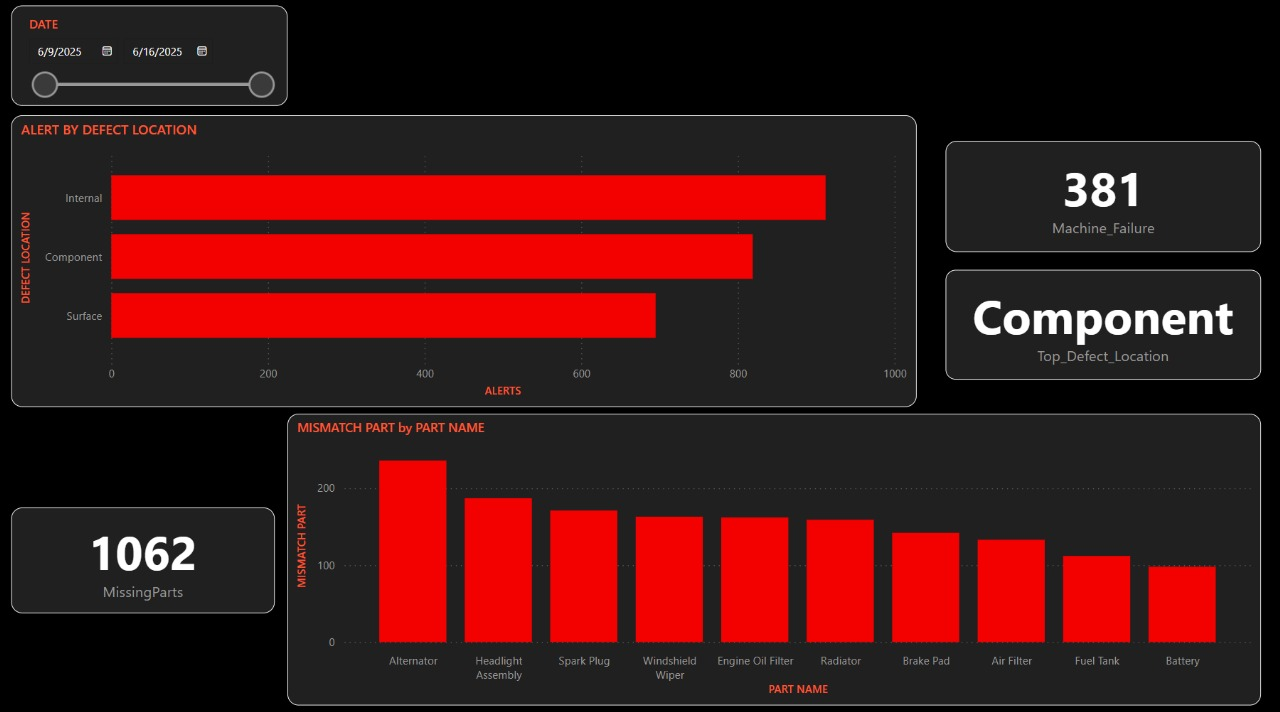 DATE
6/9/2025 6/16/2025
ALERT BY DEFECT LOCATION
DEFECT LOCATION
Internal
Component
Surface
0 200 400 600 800 1000
ALERTS
381
Machine_Failure
Component
Top_Defect_Location
1062
MissingParts
MISMATCH PART by PART NAME
MISMATCH PART
200
100
0
Alternator Headlight Assembly Spark Plug Windshield Wiper Engine Oil Filter Radiator Brake Pad Air Filter Fuel Tank Battery
PART NAME